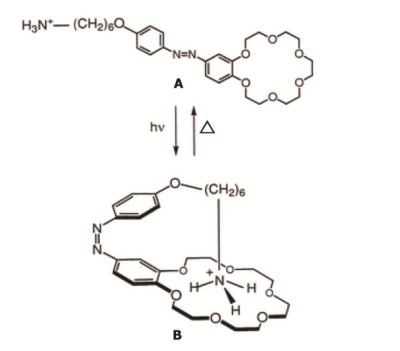 H₃N⁺—(CH₂)₆O
N=N
O
O
O
O
O
O
A
hν
△
O—(CH₂)₆
N
N
O
O
O
O
O
O
+
H N H
H
B